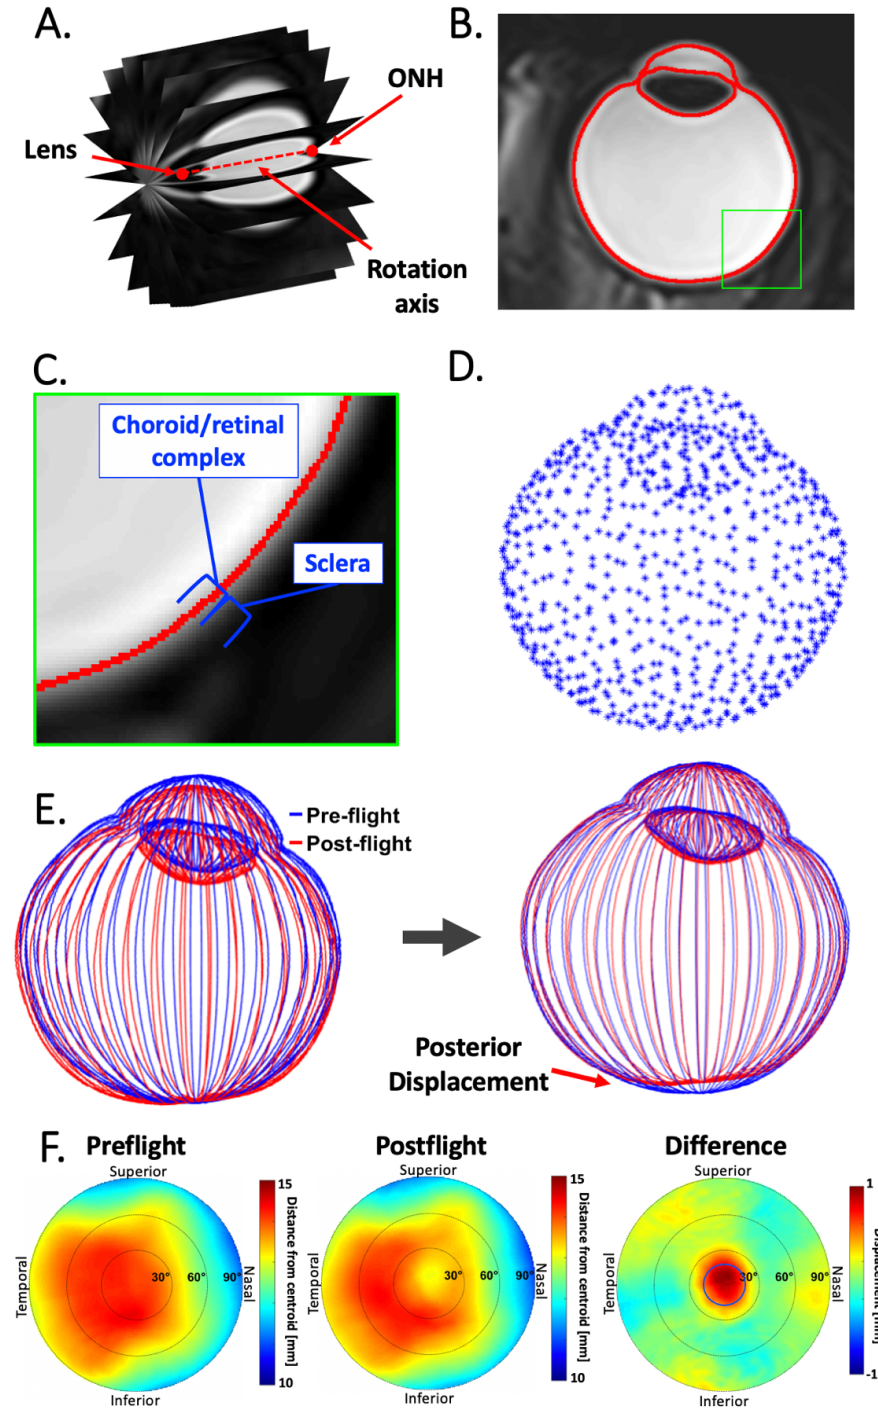 A.
ONH
Lens
Rotation
axis
B.
C.
Choroid/retinal
complex
Sclera
D.
E.
Pre-flight
Post-flight
Posterior
Displacement
F.
Preflight
Superior
Temporal
30°
60°
90°
Nasal
Inferior
15
Distance from centroid [mm]
10
Postflight
Superior
Temporal
30°
60°
90°
Nasal
Inferior
15
Distance from centroid [mm]
10
Difference
Superior
Temporal
30°
60°
90°
Nasal
Inferior
1
-1